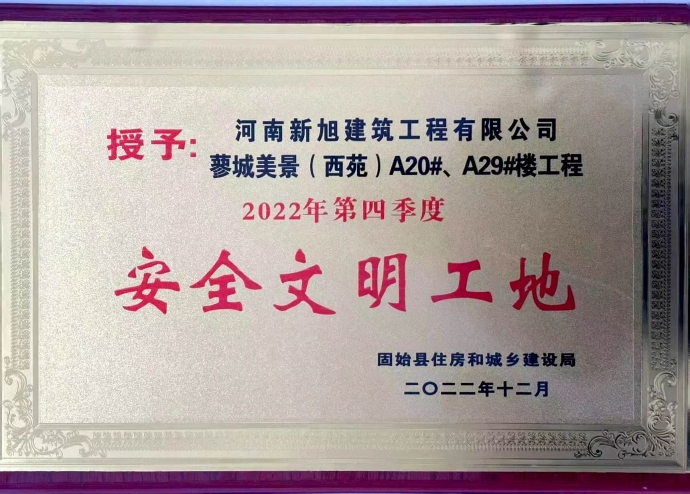 授予:
河南新旭建筑工程有限公司
蓼城美景（西苑）A20#、A29#楼工程
2022年第四季度
安全文明工地
固始县住房和城乡建设局
二〇二二年十二月